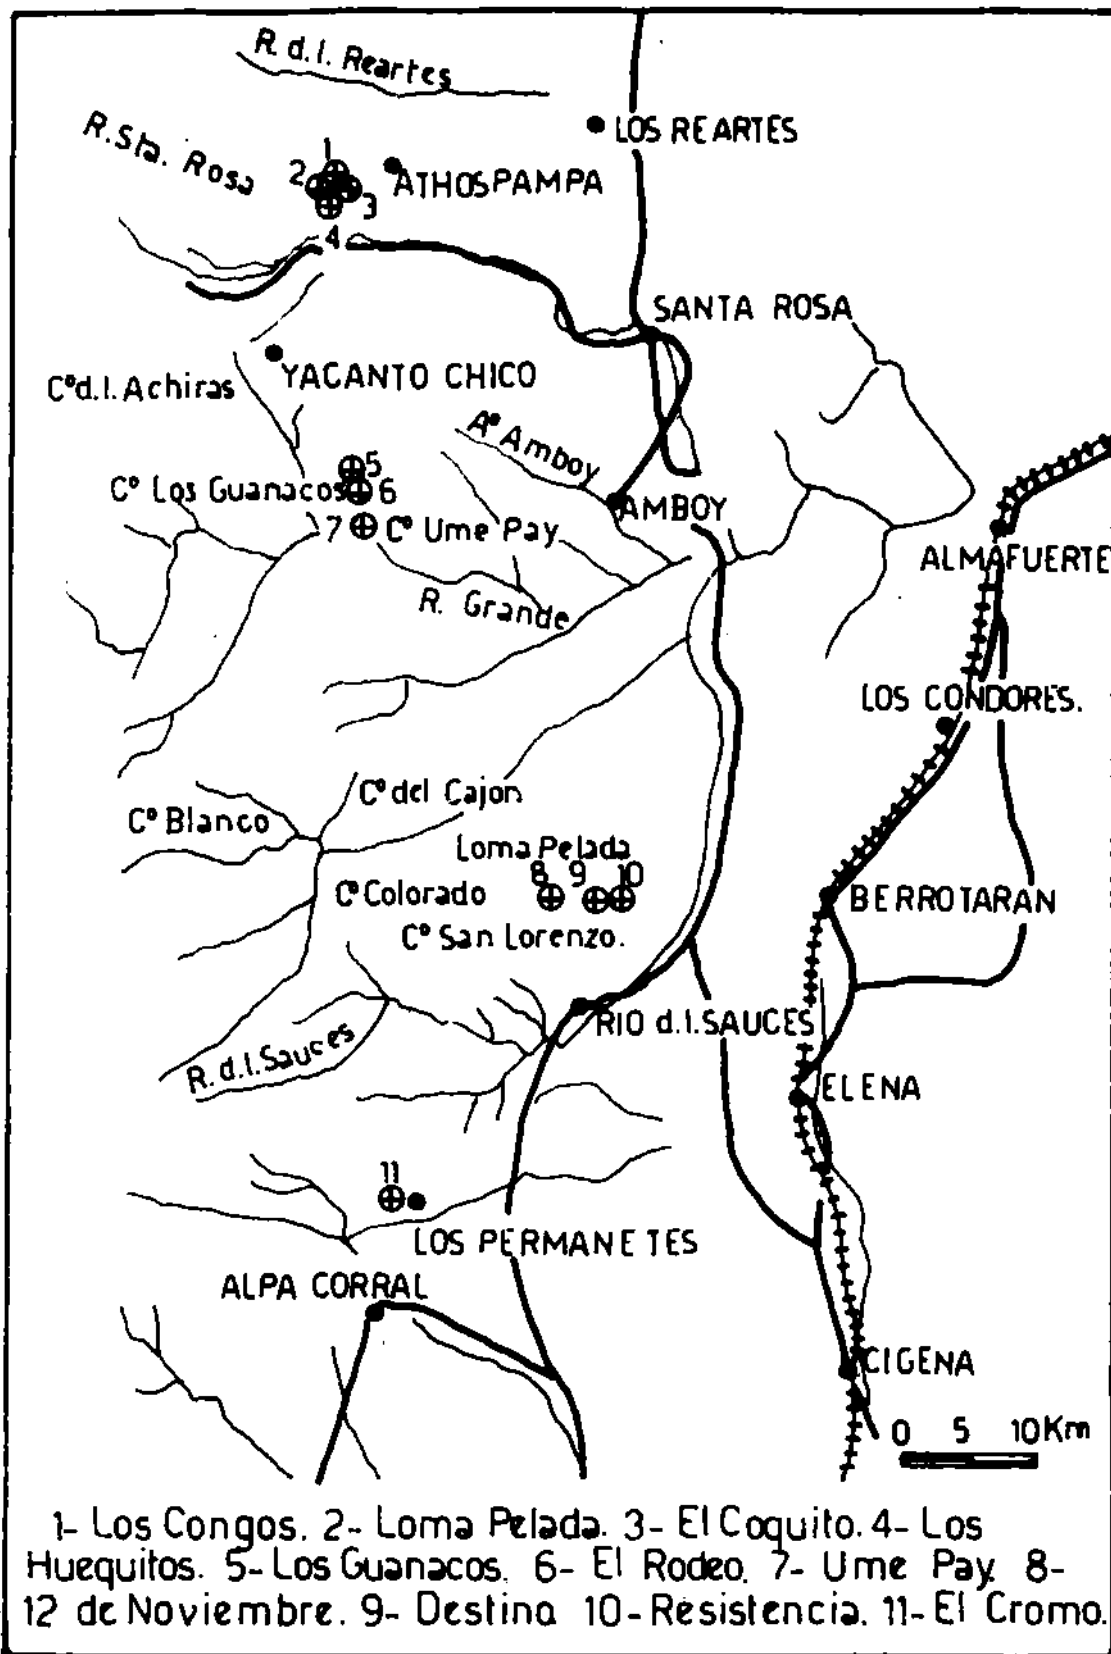 R. d. l. Reartes
LOS REARTES
R. Sta. Rosa
1
2
3
4
ATHOSPAMPA
SANTA ROSA
YACANTO CHICO
Cº d. l. Achiras
Aº Amboy
5
Cº Los Guanacos
6
AMBOY
7
Cº Ume Pay
ALMAFUERTE
R. Grande
LOS CONDORES.
Cº del Cajon
Cº Blanco
Loma Pelada
8
9
10
Cº Colorado
BERROTARAN
Cº San Lorenzo.
RIO d. l. SAUCES
R. d. l. Sauces
ELENA
11
LOS PERMANETES
ALPA CORRAL
CIGENA
0 5 10 Km
1- Los Congos. 2- Loma Pelada. 3- El Coquito. 4- Los
Huequitos. 5- Los Guanacos. 6- El Rodeo. 7- Ume Pay. 8-
12 de Noviembre. 9- Destino 10- Resistencia. 11- El Cromo.